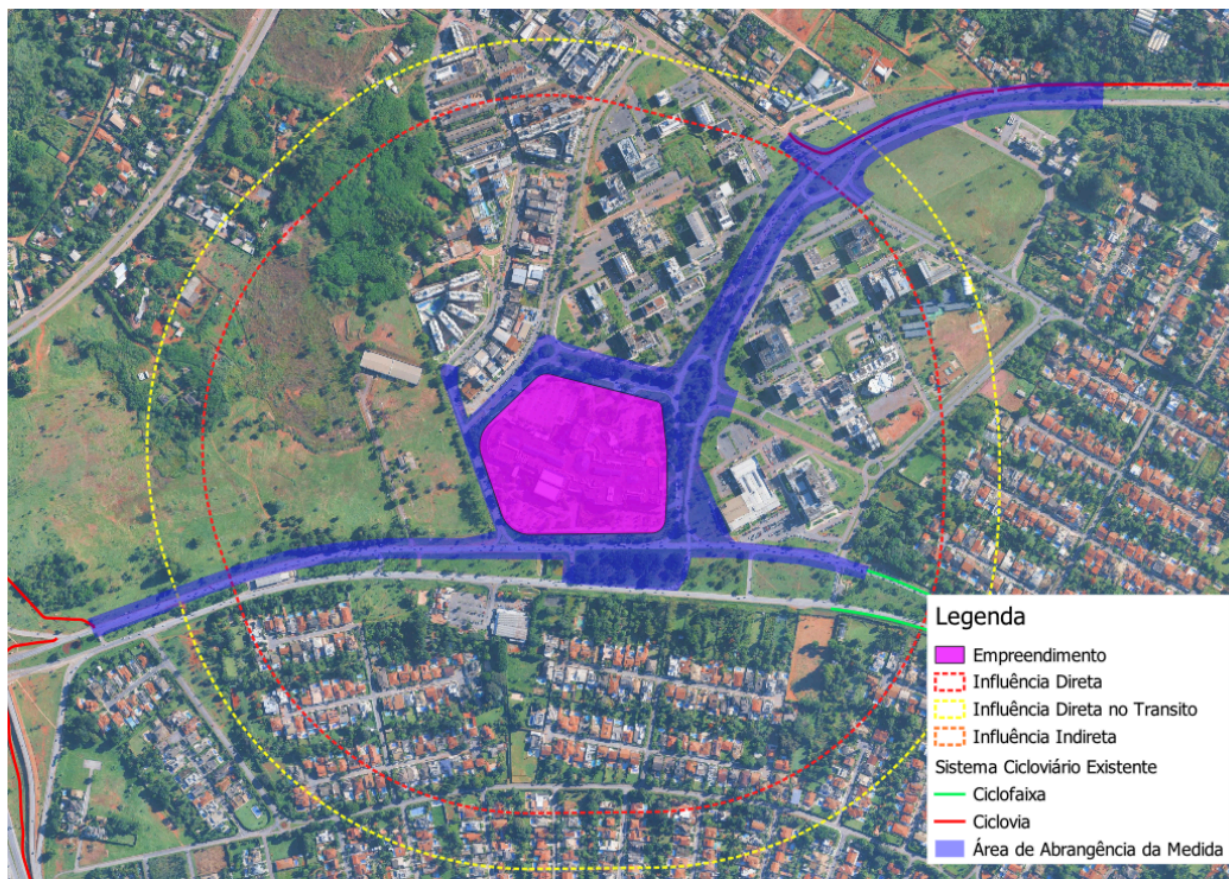 Legenda
Empreendimento
Influência Direta
Influência Direta no Transito
Influência Indireta
Sistema Cicloviário Existente
Ciclofaixa
Ciclovia
Área de Abrangência da Medida